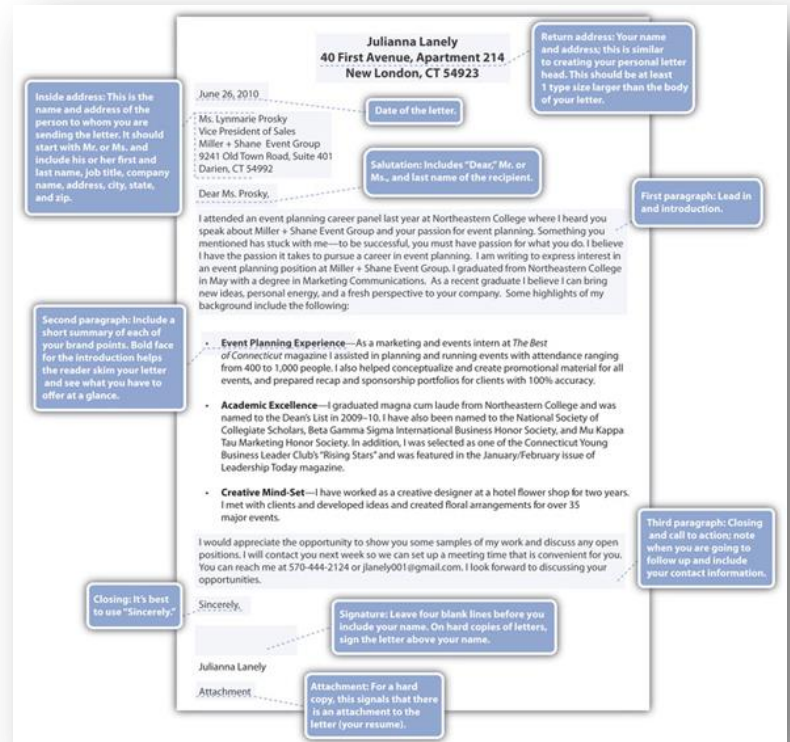 Julianna Lanely
40 First Avenue, Apartment 214
New London, CT 54923
Return address: Your name
and address; this is similar
to creating your personal letter
head. This should be at least
1 type size larger than the body
of your letter.
June 26, 2010
Date of the letter.
Inside address: This is the
name and address of the
person to whom you are
sending the letter. It should
start with Mr. or Ms. and
include his or her first and
last name, job title, company
name, address, city, state,
and zip.
Ms. Lynmarie Prosky
Vice President of Sales
Miller + Shane Event Group
9241 Old Town Road, Suite 401
Darien, CT 54992
Salutation: Includes “Dear,” Mr. or
Ms., and last name of the recipient.
Dear Ms. Prosky,
First paragraph: Lead in
and introduction.
I attended an event planning career panel last year at Northeastern College where I heard you
speak about Miller + Shane Event Group and your passion for event planning. Something you
mentioned has stuck with me—to be successful, you must have passion for what you do. I believe
I have the passion it takes to pursue a career in event planning. I am writing to express interest in
an event planning position at Miller + Shane Event Group. I graduated from Northeastern College
in May with a degree in Marketing Communications. As a recent graduate I believe I can bring
new ideas, personal energy, and a fresh perspective to your company. Some highlights of my
background include the following:
Second paragraph: Include a
short summary of each of
your brand points. Bold face
for the introduction helps
the reader skim your letter
and see what you have to
offer at a glance.
• Event Planning Experience—As a marketing and events intern at The Best
of Connecticut magazine I assisted in planning and running events with attendance ranging
from 400 to 1,000 people. I also helped conceptualize and create promotional material for all
events, and prepared recap and sponsorship portfolios for clients with 100% accuracy.
• Academic Excellence—I graduated magna cum laude from Northeastern College and was
named to the Dean’s List in 2009–10. I have also been named to the National Society of
Collegiate Scholars, Beta Gamma Sigma International Business Honor Society, and Mu Kappa
Tau Marketing Honor Society. In addition, I was selected as one of the Connecticut Young
Business Leader Club’s “Rising Stars” and was featured in the January/February issue of
Leadership Today magazine.
• Creative Mind-Set—I have worked as a creative designer at a hotel flower shop for two years.
I met with clients and developed ideas and created floral arrangements for over 35
major events.
Third paragraph: Closing
and call to action; note
when you are going to
follow up and include
your contact information.
I would appreciate the opportunity to show you some samples of my work and discuss any open
positions. I will contact you next week so we can set up a meeting time that is convenient for you.
You can reach me at 570-444-2124 or jlanely001@gmail.com. I look forward to discussing your
opportunities.
Closing: It’s best
to use “Sincerely.”
Sincerely,
Signature: Leave four blank lines before you
include your name. On hard copies of letters,
sign the letter above your name.
Julianna Lanely
Attachment
Attachment: For a hard
copy, this signals that there
is an attachment to the
letter (your resume).